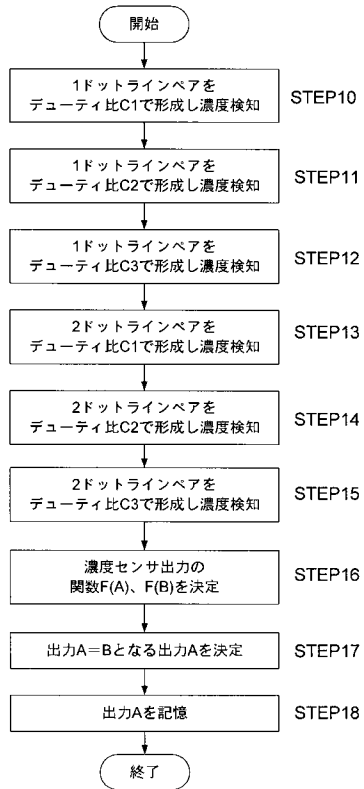 開始
1ドットラインペアを
デューティ比C1で形成し濃度検知
STEP10
1ドットラインペアを
デューティ比C2で形成し濃度検知
STEP11
1ドットラインペアを
デューティ比C3で形成し濃度検知
STEP12
2ドットラインペアを
デューティ比C1で形成し濃度検知
STEP13
2ドットラインペアを
デューティ比C2で形成し濃度検知
STEP14
2ドットラインペアを
デューティ比C3で形成し濃度検知
STEP15
濃度センサ出力の
関数F(A)、F(B)を決定
STEP16
出力A=Bとなる出力Aを決定
STEP17
出力Aを記憶
STEP18
終了